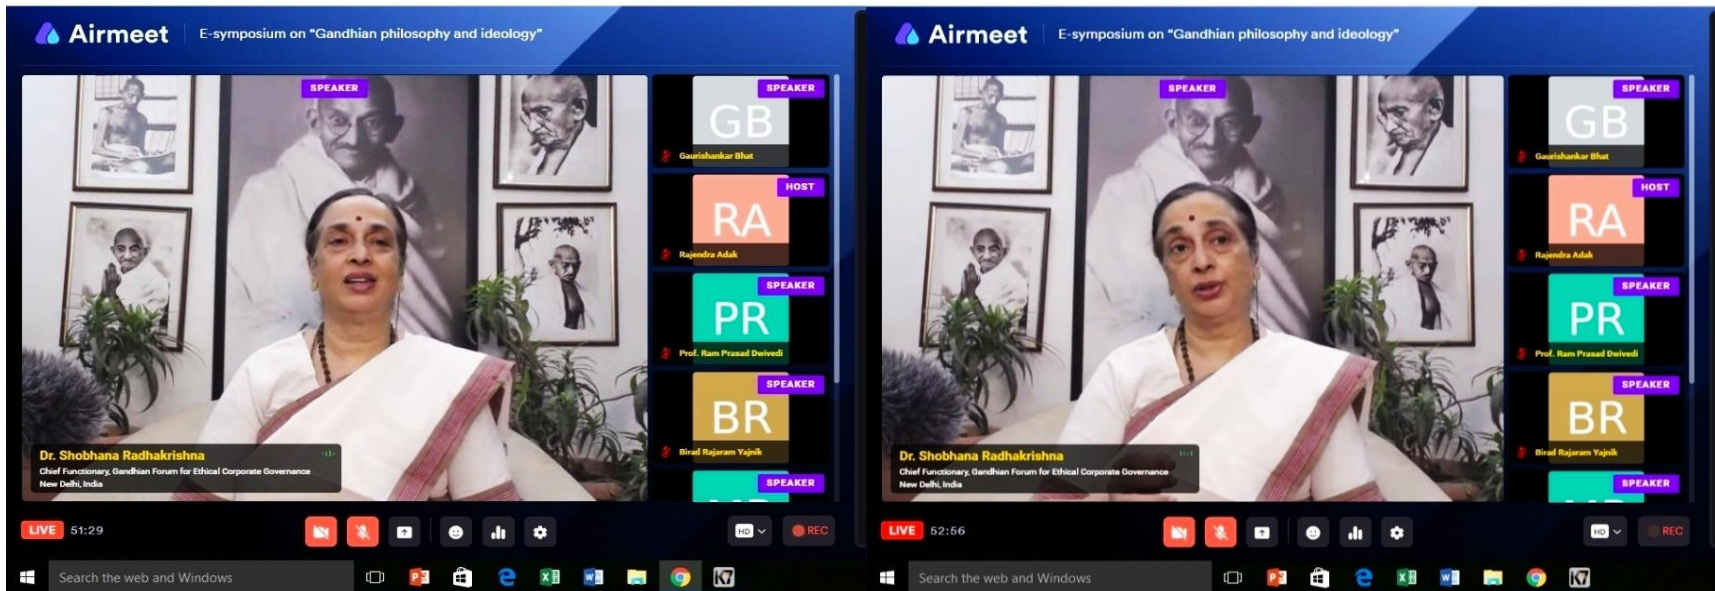 Airmeet
E-symposium on "Gandhian philosophy and ideology"
SPEAKER
SPEAKER
GB
Gaurishankar Bhat
HOST
RA
Rajendra Adak
SPEAKER
PR
Prof. Ram Prasad Dwivedi
SPEAKER
BR
Birad Rajaram Yajnik
SPEAKER
Dr. Shobhana Radhakrishna
Chief Functionary, Gandhian Forum for Ethical Corporate Governance
New Delhi, India
LIVE 51:29
HD
REC
Search the web and Windows
K7
Airmeet
E-symposium on "Gandhian philosophy and ideology"
SPEAKER
SPEAKER
GB
Gaurishankar Bhat
HOST
RA
Rajendra Adak
SPEAKER
PR
Prof. Ram Prasad Dwivedi
SPEAKER
BR
Birad Rajaram Yajnik
SPEAKER
Dr. Shobhana Radhakrishna
Chief Functionary, Gandhian Forum for Ethical Corporate Governance
New Delhi, India
LIVE 52:56
HD
REC
Search the web and Windows
K7